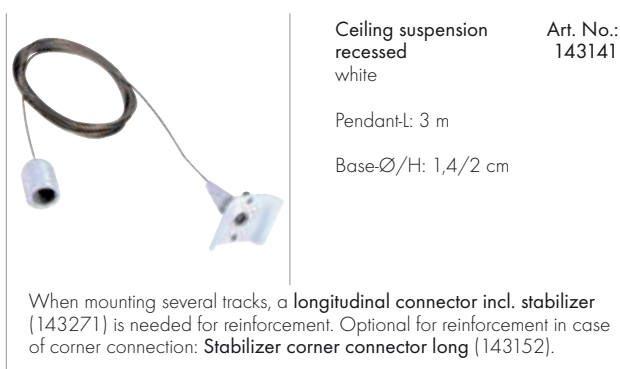 Ceiling suspension Art. No.:
recessed 143141
white
Pendant-L: 3 m
Base-Ø/H: 1,4/2 cm
When mounting several tracks, a longitudinal connector incl. stabilizer
(143271) is needed for reinforcement. Optional for reinforcement in case
of corner connection: Stabilizer corner connector long (143152).